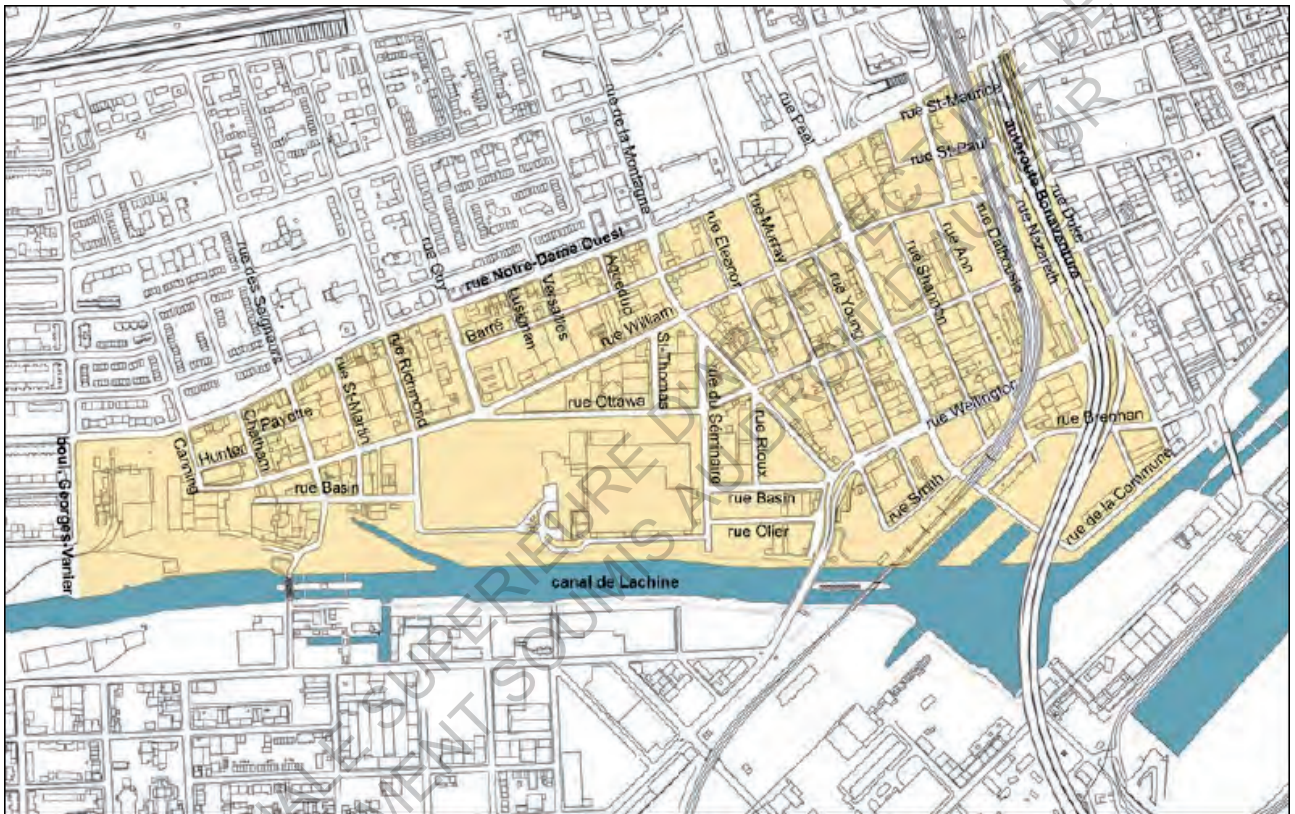 rue St-Maurice
rue de la Montagne
rue Peel
autoroute Bonaventure
rue St-Paul
rue Duke
rue Nazareth
rue Dalhousie
rue Ann
rue Shannon
rue Murray
rue Eleanor
rue Young
rue des Seigneurs
rue Guy
rue Notre-Dame Ouest
Aqueduc
Versailles
Lusignan
Barré
rue William
rue Richmond
rue St-Martin
Payette
Chatham
Hunter
Canning
St-Thomas
rue Ottawa
rue du Séminaire
rue Rioux
rue Wellington
rue Brennan
boul. Georges-Vanier
rue Basin
rue Basin
rue Smith
rue Olier
rue de la Commune
canal de Lachine